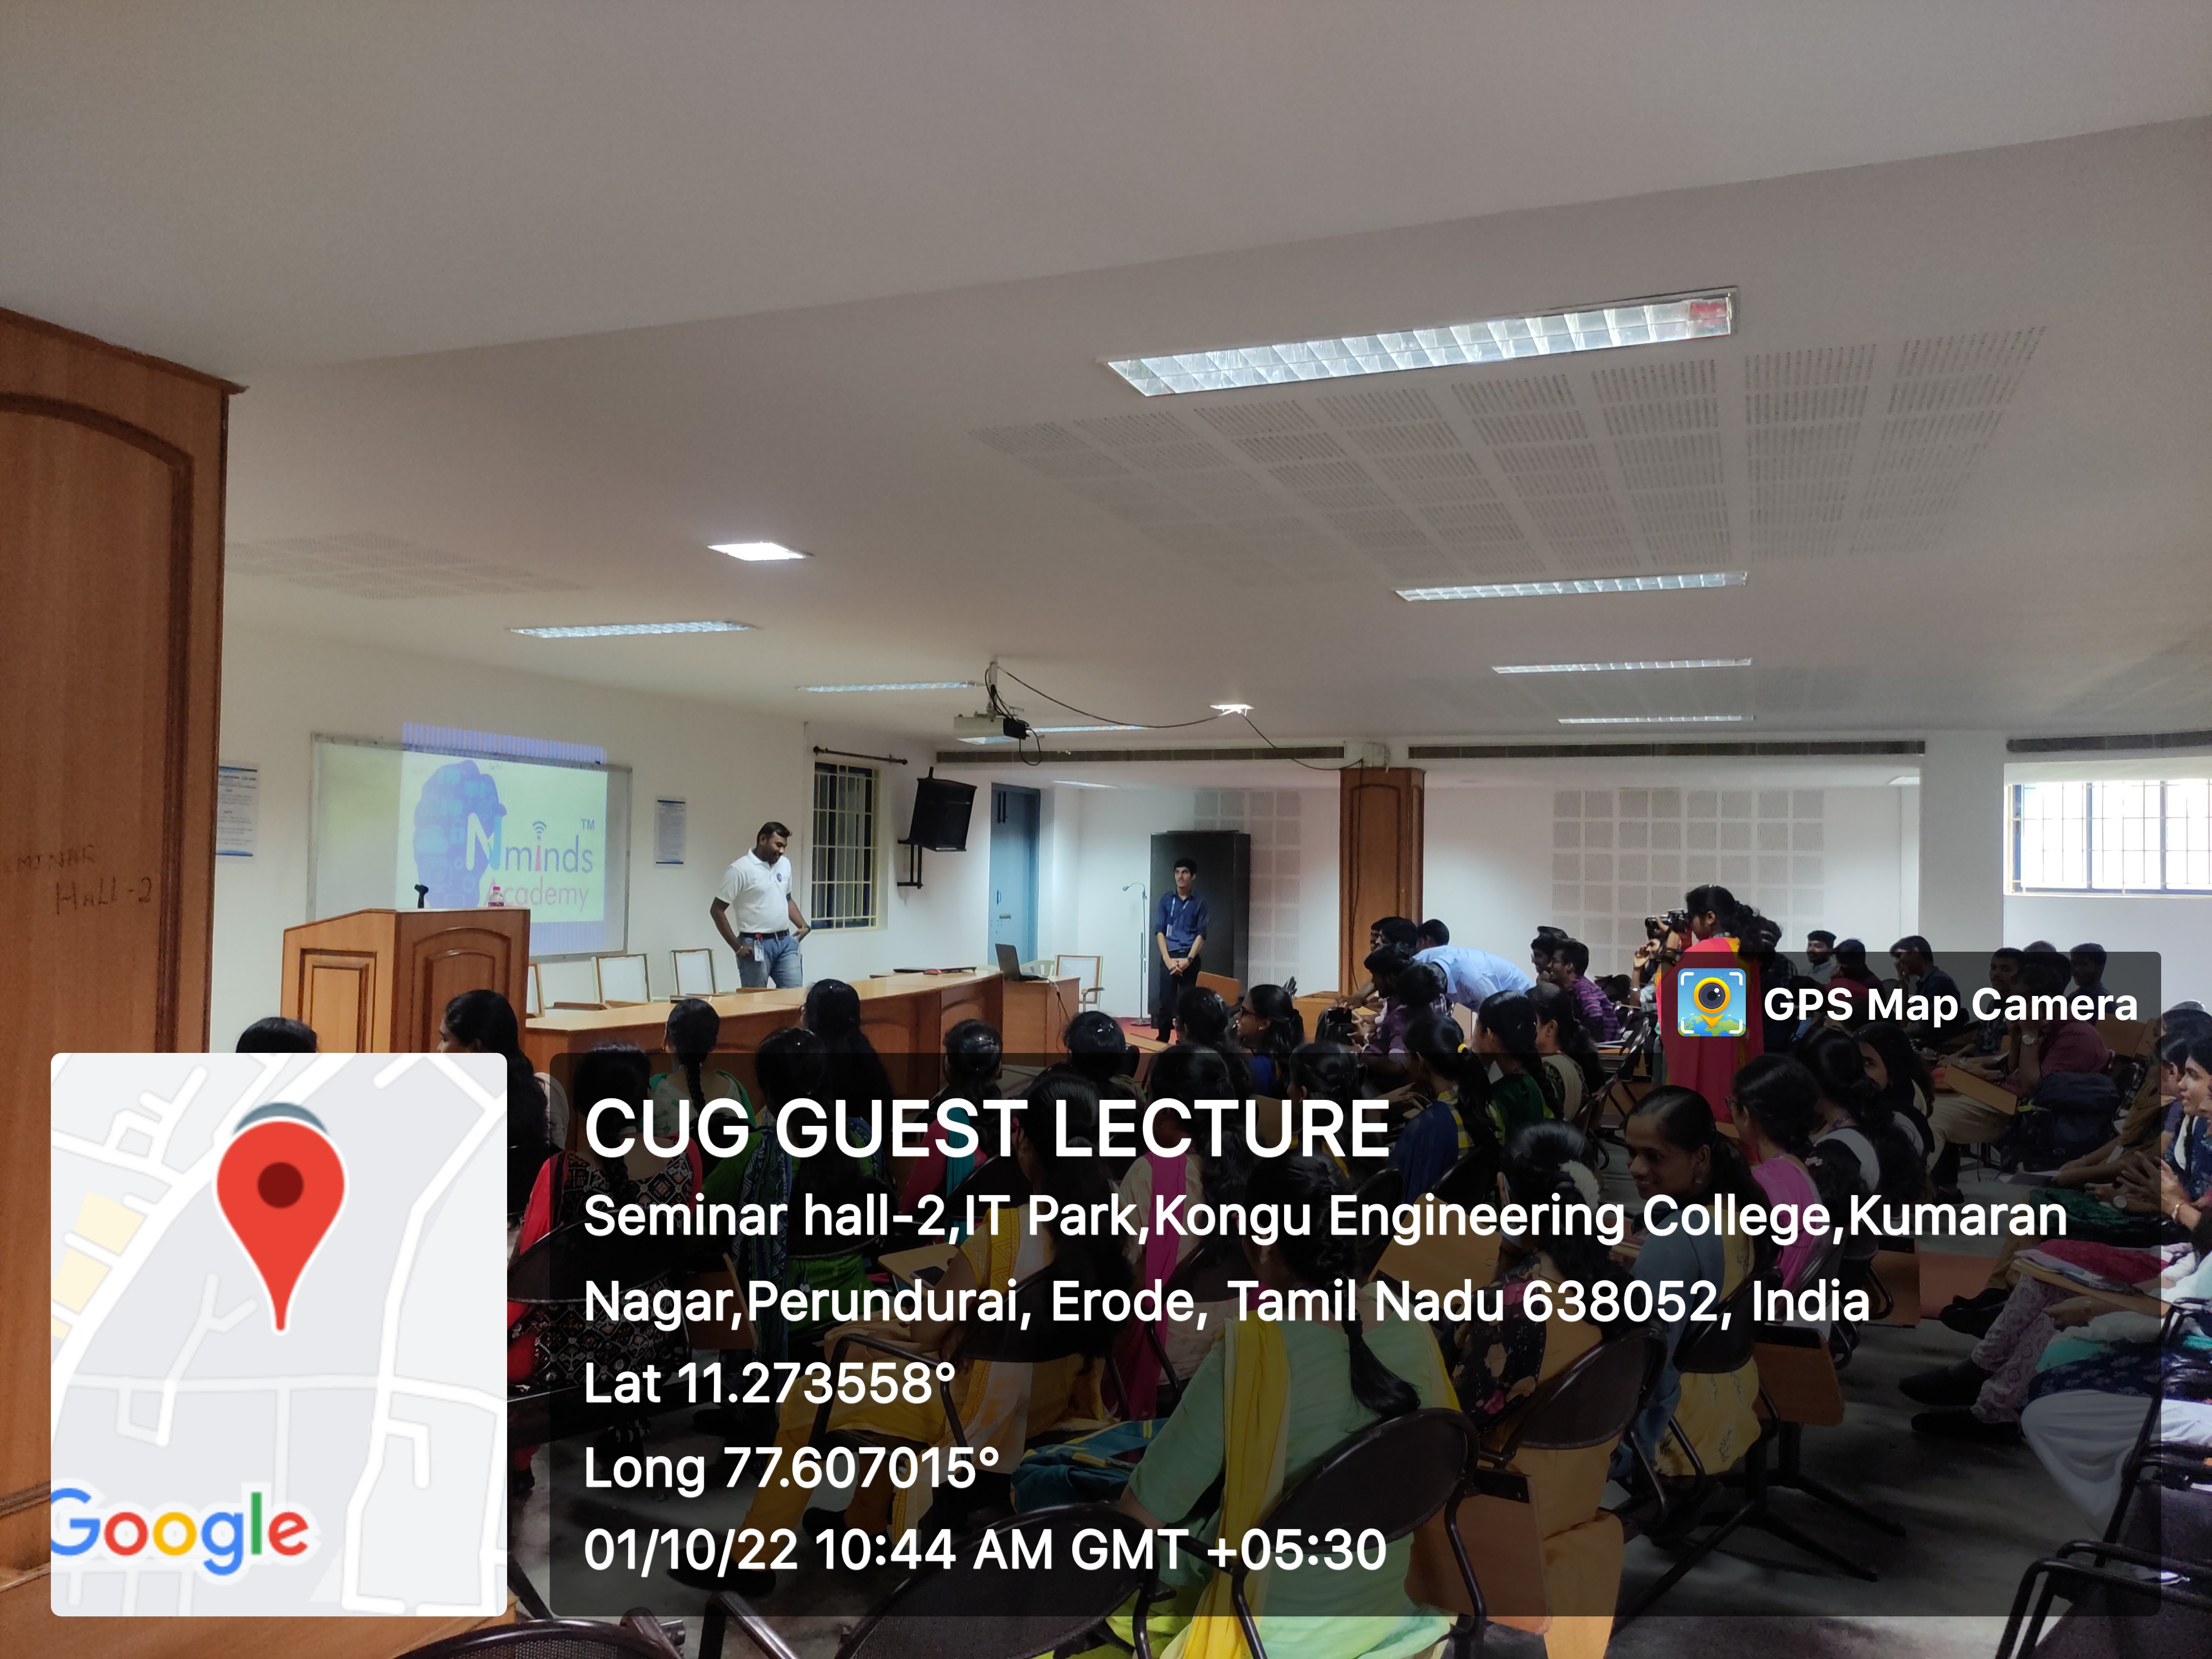 Nminds
TM
Academy
HALL-2
GPS Map Camera
CUG GUEST LECTURE
Seminar hall-2,IT Park,Kongu Engineering College,Kumaran
Nagar,Perundurai, Erode, Tamil Nadu 638052, India
Lat 11.273558°
Long 77.607015°
01/10/22 10:44 AM GMT +05:30
Google